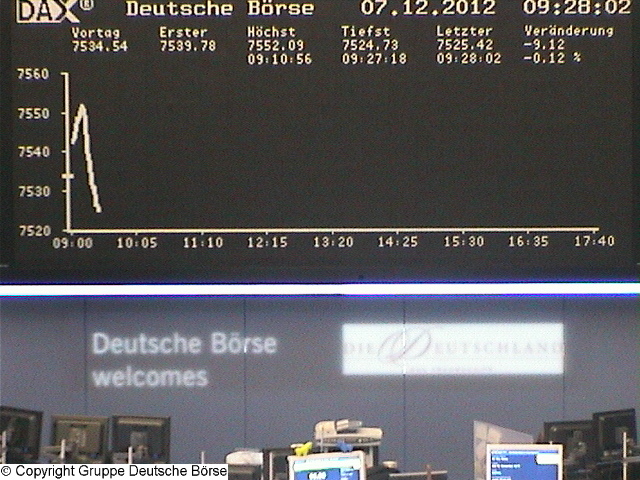 DAX® Deutsche Börse 07.12.2012 09:28:02
Vortag Erster Höchst Tiefst Letzter Veränderung
7534.54 7539.78 7552.09 7524.73 7525.42 -9.12
09:10:56 09:27:18 09:28:02 -0.12 %
7560
7550
7540
7530
7520
09:00 10:05 11:10 12:15 13:20 14:25 15:30 16:35 17:40
Deutsche Börse
welcomes
DIE DEUTSCHLAND
© Copyright Gruppe Deutsche Börse